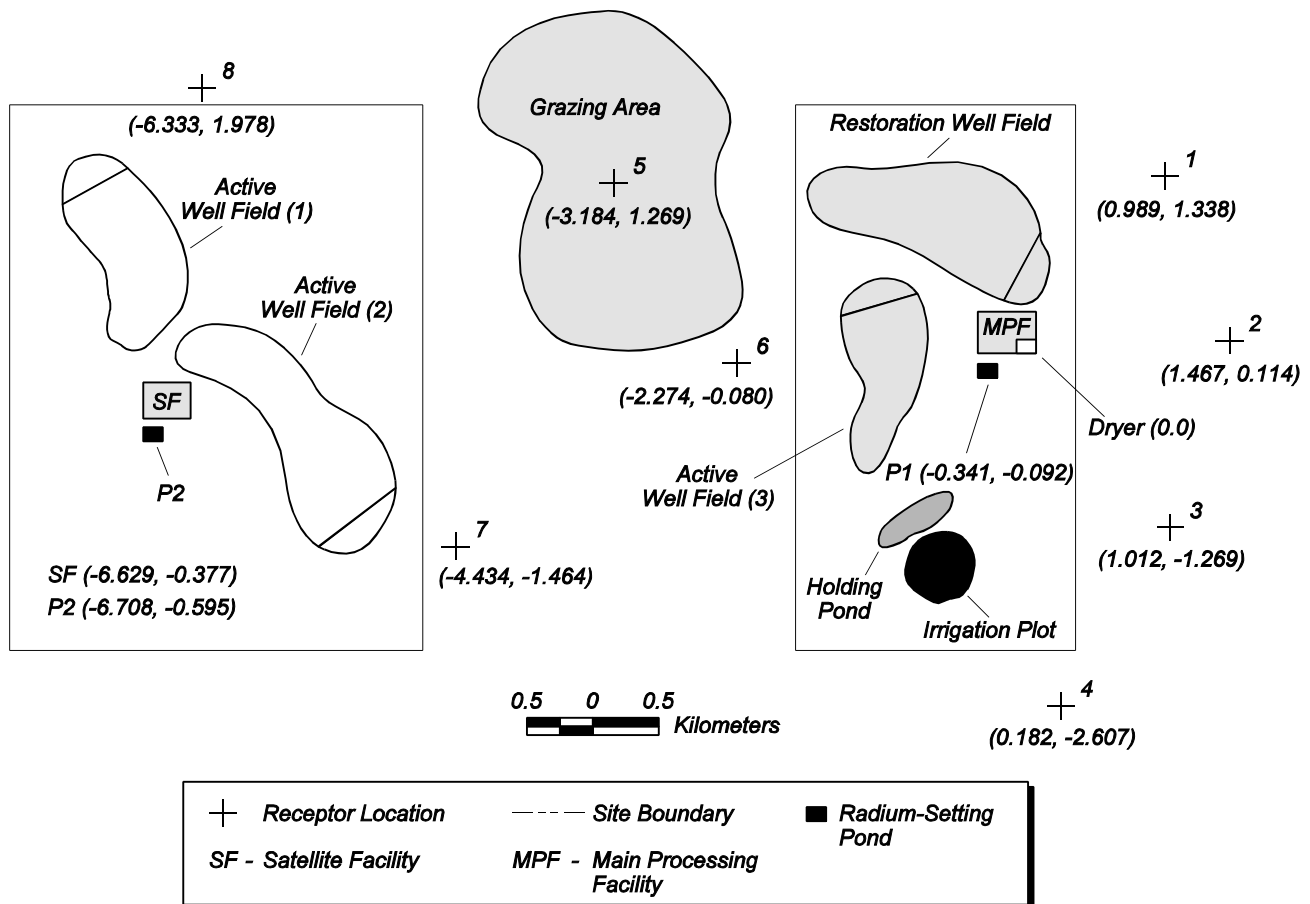 8
(-6.333, 1.978)
Grazing Area
5
(-3.184, 1.269)
Restoration Well Field
1
(0.989, 1.338)
Active
Well Field (1)
Active
Well Field (2)
MPF
2
(1.467, 0.114)
6
(-2.274, -0.080)
SF
Dryer (0.0)
P1 (-0.341, -0.092)
Active
Well Field (3)
P2
3
(1.012, -1.269)
7
(-4.434, -1.464)
SF (-6.629, -0.377)
P2 (-6.708, -0.595)
Holding
Pond
Irrigation Plot
4
(0.182, -2.607)
0.5 0 0.5
Kilometers
Receptor Location
Site Boundary
Radium-Setting
Pond
SF - Satellite Facility
MPF - Main Processing
Facility